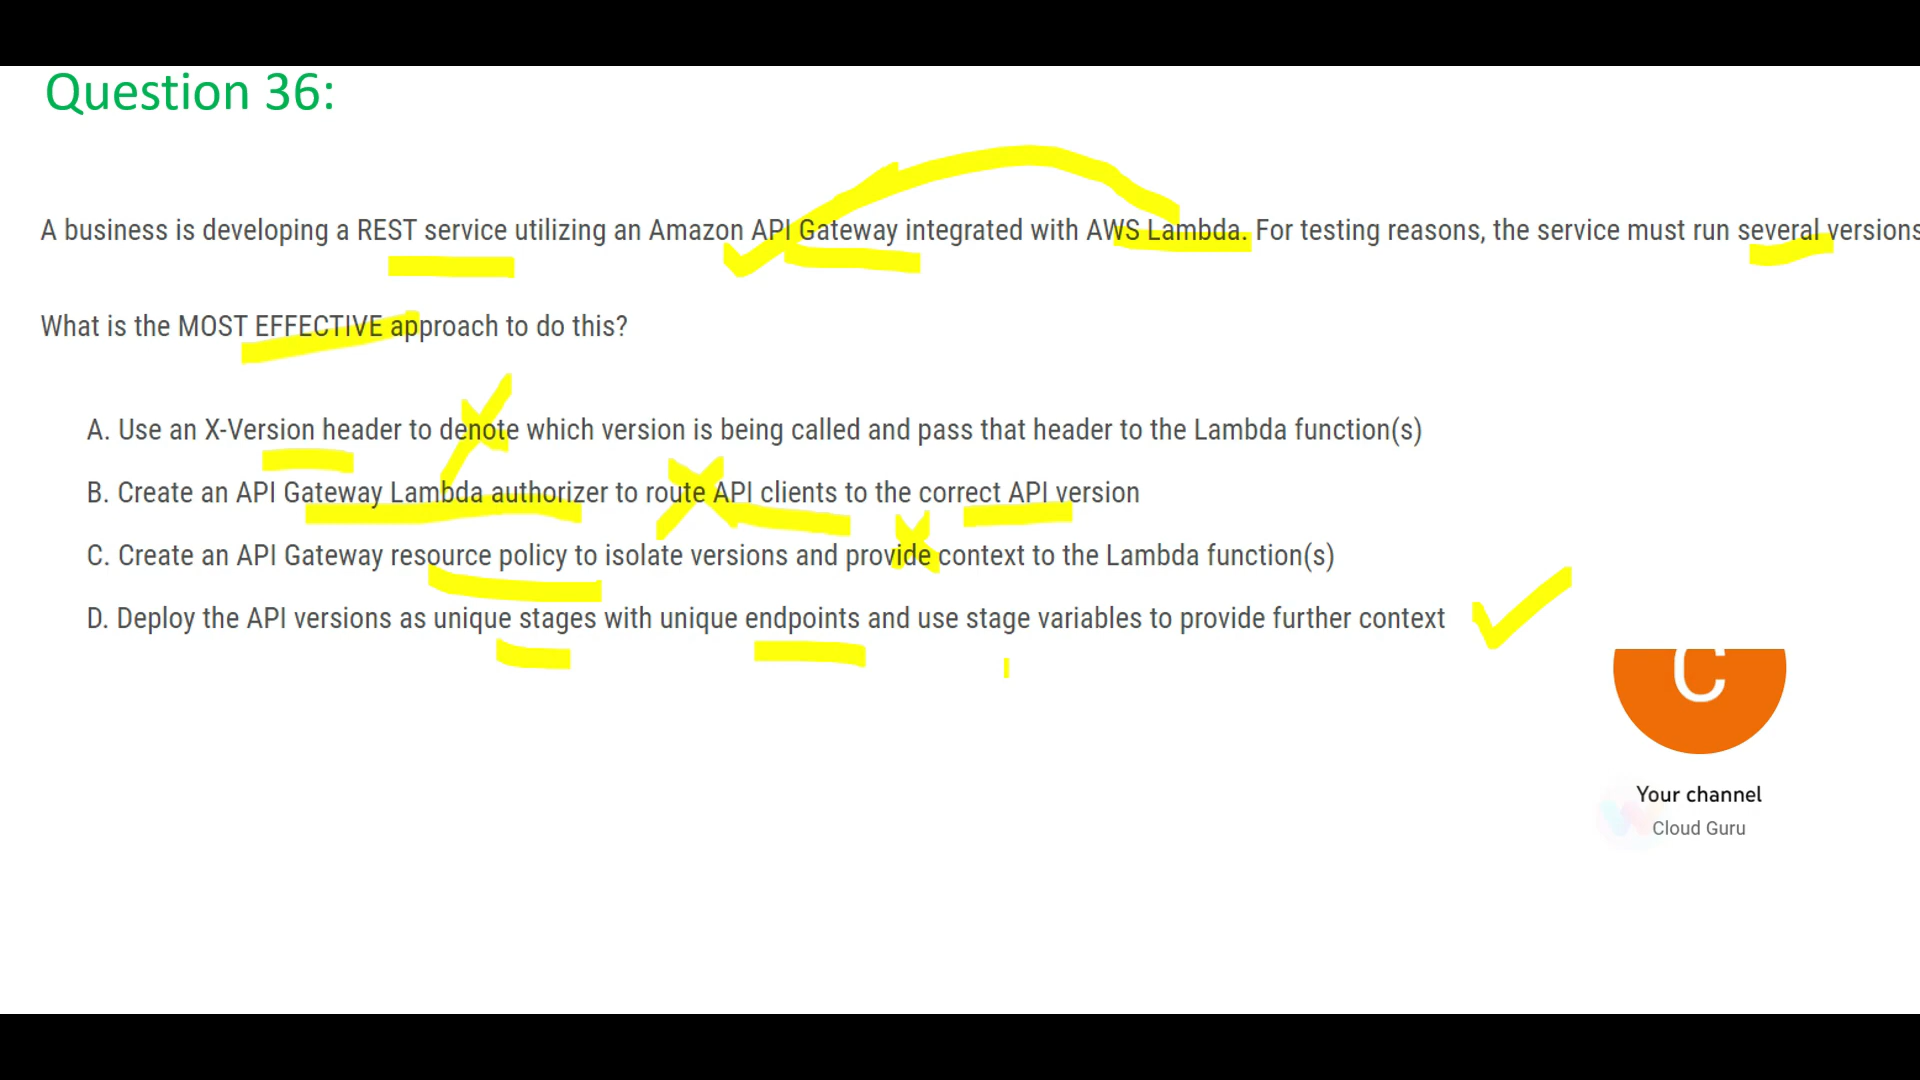 Question 36:
A business is developing a REST service utilizing an Amazon API Gateway integrated with AWS Lambda. For testing reasons, the service must run several versions
What is the MOST EFFECTIVE approach to do this?
A. Use an X-Version header to denote which version is being called and pass that header to the Lambda function(s)
B. Create an API Gateway Lambda authorizer to route API clients to the correct API version
C. Create an API Gateway resource policy to isolate versions and provide context to the Lambda function(s)
D. Deploy the API versions as unique stages with unique endpoints and use stage variables to provide further context
C
Your channel
Cloud Guru